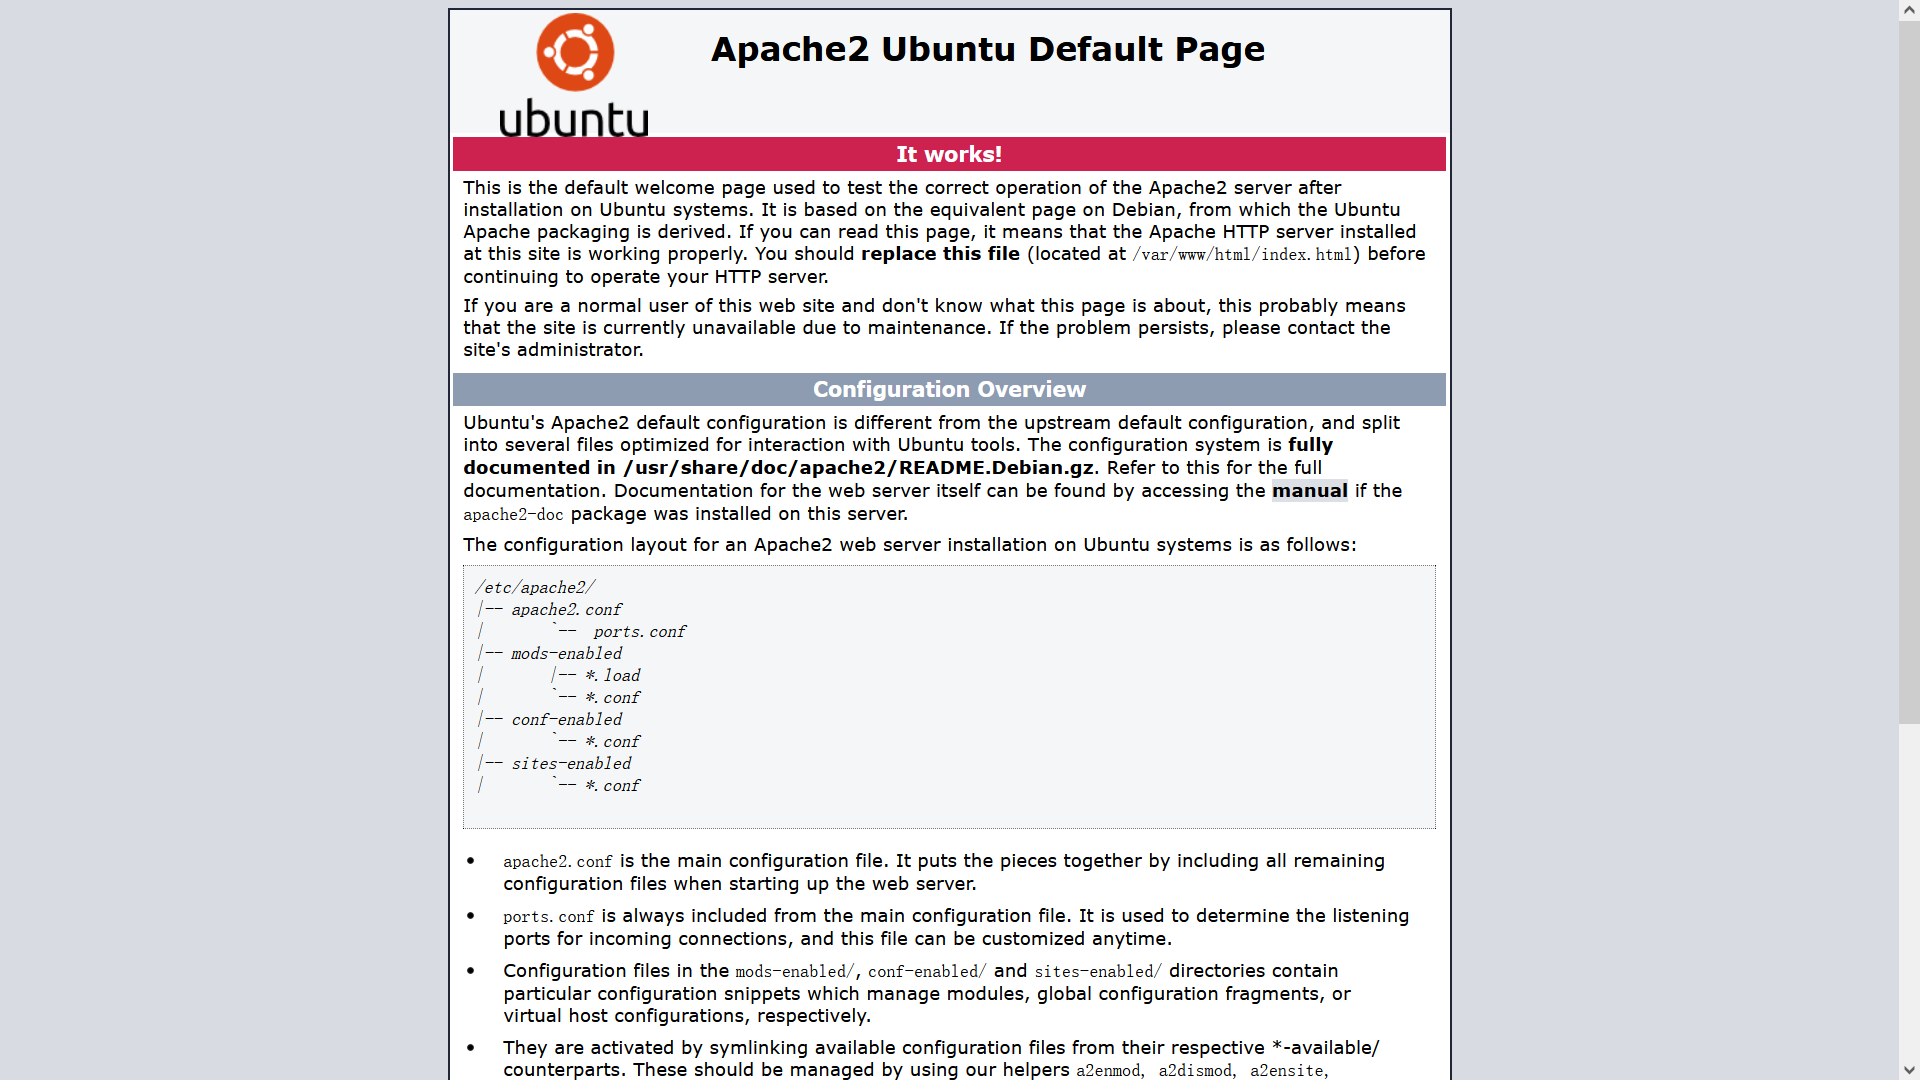 Apache2 Ubuntu Default Page
ubuntu
It works!
This is the default welcome page used to test the correct operation of the Apache2 server after
installation on Ubuntu systems. It is based on the equivalent page on Debian, from which the Ubuntu
Apache packaging is derived. If you can read this page, it means that the Apache HTTP server installed
at this site is working properly. You should replace this file (located at /var/www/html/index.html) before
continuing to operate your HTTP server.
If you are a normal user of this web site and don't know what this page is about, this probably means
that the site is currently unavailable due to maintenance. If the problem persists, please contact the
site's administrator.
Configuration Overview
Ubuntu's Apache2 default configuration is different from the upstream default configuration, and split
into several files optimized for interaction with Ubuntu tools. The configuration system is fully
documented in /usr/share/doc/apache2/README.Debian.gz. Refer to this for the full
documentation. Documentation for the web server itself can be found by accessing the manual if the
apache2-doc package was installed on this server.
The configuration layout for an Apache2 web server installation on Ubuntu systems is as follows:
/etc/apache2/
|-- apache2.conf
|       `--  ports.conf
|-- mods-enabled
|       |-- *.load
|       `-- *.conf
|-- conf-enabled
|       `-- *.conf
|-- sites-enabled
|       `-- *.conf
• apache2.conf is the main configuration file. It puts the pieces together by including all remaining
configuration files when starting up the web server.
• ports.conf is always included from the main configuration file. It is used to determine the listening
ports for incoming connections, and this file can be customized anytime.
• Configuration files in the mods-enabled/, conf-enabled/ and sites-enabled/ directories contain
particular configuration snippets which manage modules, global configuration fragments, or
virtual host configurations, respectively.
• They are activated by symlinking available configuration files from their respective *-available/
counterparts. These should be managed by using our helpers a2enmod, a2dismod, a2ensite,